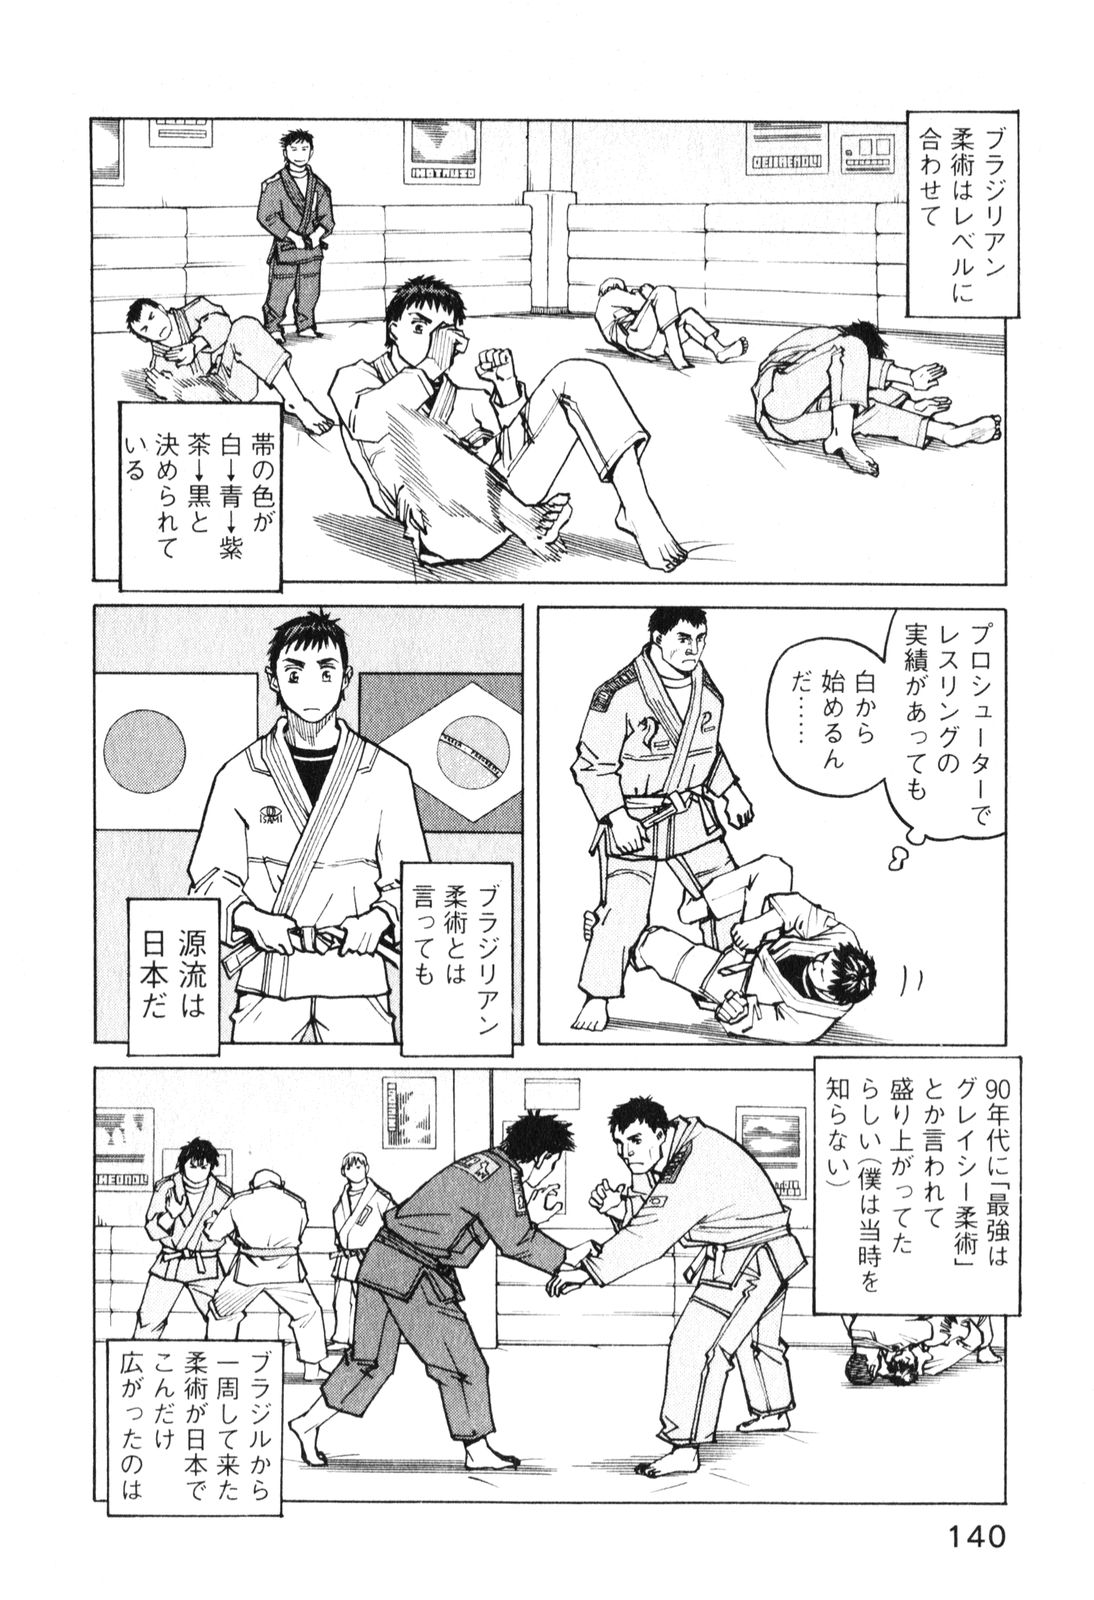 ブラジリアン
柔術はレベルに
合わせて
帯の色が
白→青→紫
茶→黒と
決められて
いる
プロシューターで
レスリングの
実績があっても
白から
始めるんだ……
ブラジリアン
柔術とは
言っても
源流は
日本だ
ISAMI
90年代に「最強は
グレイシー柔術」
とか言われて
盛り上がってた
らしい(僕は当時を
知らない)
ブラジルから
一周して来た
柔術が日本で
こんだけ
広がったのは
140